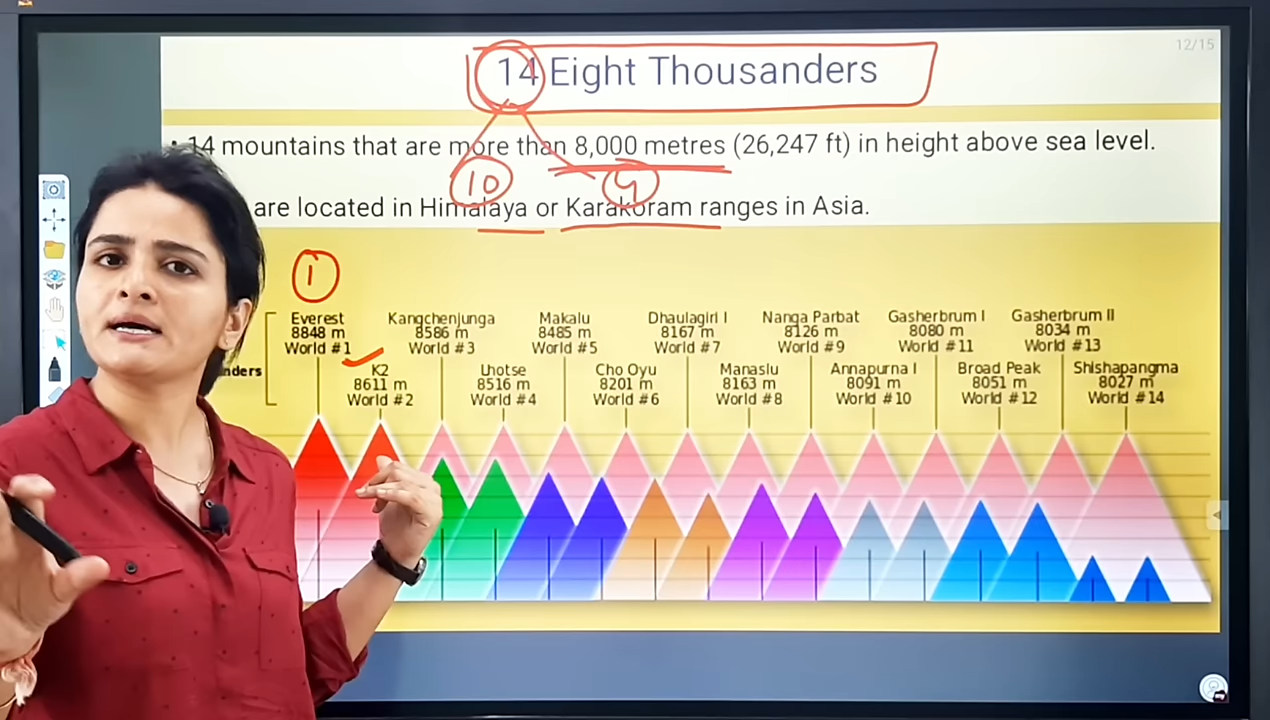 12/15
14 Eight Thousanders
• 14 mountains that are more than 8,000 metres (26,247 ft) in height above sea level.
10 4
are located in Himalaya or Karakoram ranges in Asia.
1
Everest Kangchenjunga Makalu Dhaulagiri I Nanga Parbat Gasherbrum I Gasherbrum II
8848 m 8586 m 8485 m 8167 m 8126 m 8080 m 8034 m
World #1 World #3 World #5 World #7 World #9 World #11 World #13
nders K2 Lhotse Cho Oyu Manaslu Annapurna I Broad Peak Shishapangma
8611 m 8516 m 8201 m 8163 m 8091 m 8051 m 8027 m
World #2 World #4 World #6 World #8 World #10 World #12 World #14